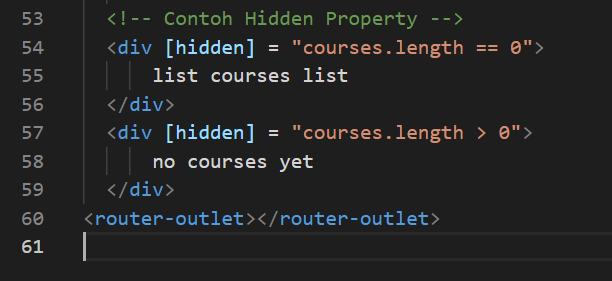 53 <!-- Contoh Hidden Property -->
54 <div [hidden] = "courses.length == 0">
55 list courses list
56 </div>
57 <div [hidden] = "courses.length > 0">
58 no courses yet
59 </div>
60 <router-outlet></router-outlet>
61